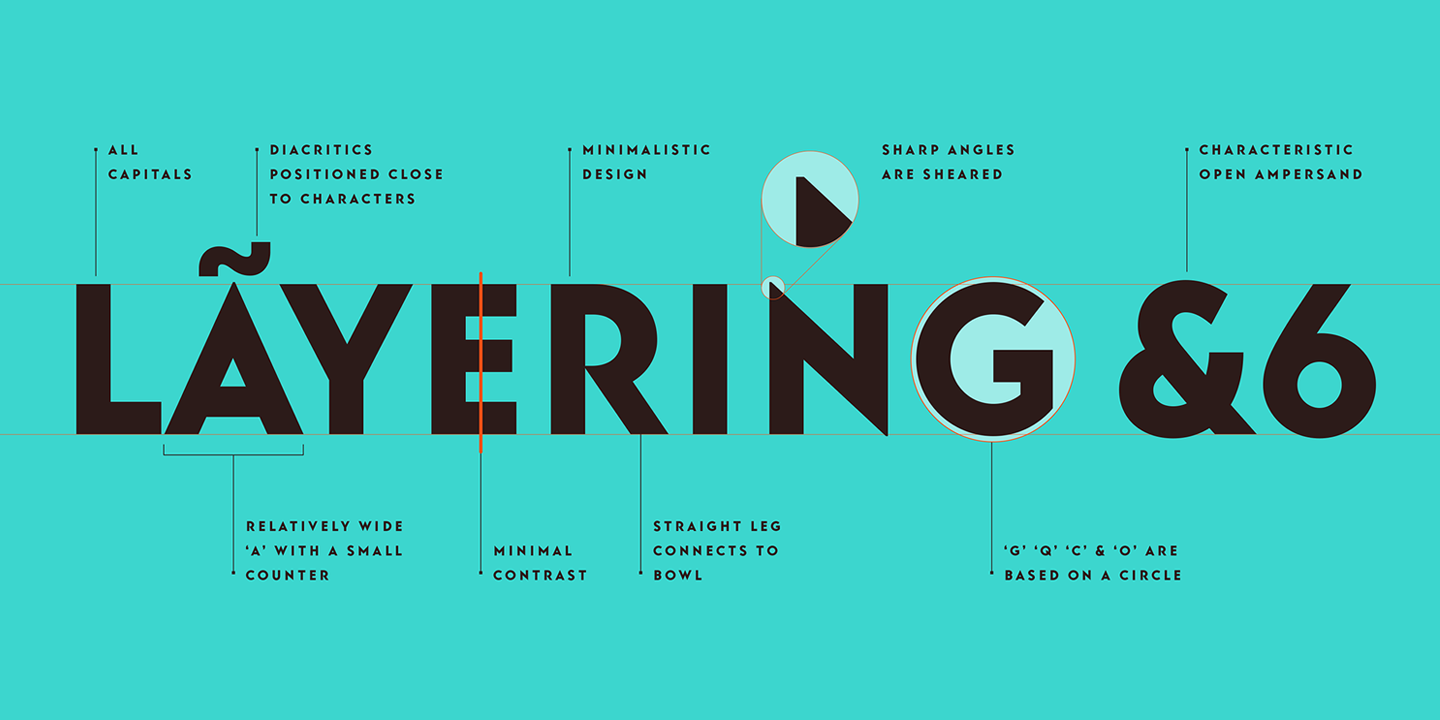 ALL
CAPITALS
DIACRITICS
POSITIONED CLOSE
TO CHARACTERS
MINIMALISTIC
DESIGN
SHARP ANGLES
ARE SHEARED
CHARACTERISTIC
OPEN AMPERSAND
LÃYERING &6
RELATIVELY WIDE
‘A’ WITH A SMALL
COUNTER
MINIMAL
CONTRAST
STRAIGHT LEG
CONNECTS TO
BOWL
‘G’ ‘Q’ ‘C’ & ‘O’ ARE
BASED ON A CIRCLE